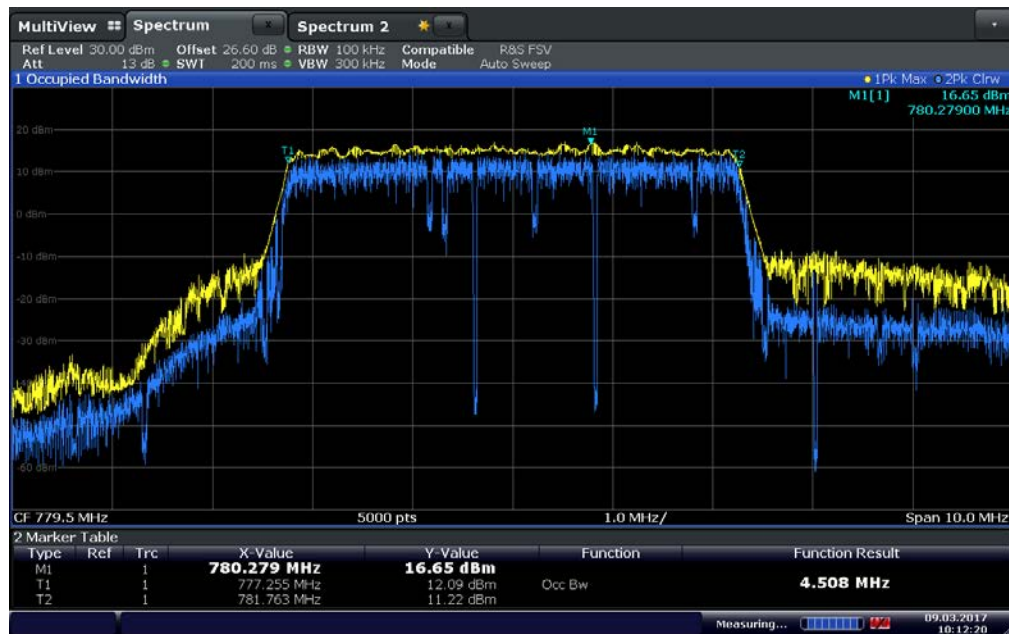 MultiView Spectrum x Spectrum 2 x
Ref Level 30.00 dBm Offset 26.60 dB RBW 100 kHz Compatible R&S FSV
Att 13 dB SWT 200 ms VBW 300 kHz Mode Auto Sweep
1 Occupied Bandwidth 1Pk Max 2Pk Clrw
M1[1] 16.65 dBm
780.27900 MHz
20 dBm
M1
T1 T2
10 dBm
0 dBm
-10 dBm
-20 dBm
-30 dBm
-60 dBm
CF 779.5 MHz 5000 pts 1.0 MHz/ Span 10.0 MHz
2 Marker Table
Type Ref Trc X-Value Y-Value Function Function Result
M1 1 780.279 MHz 16.65 dBm
T1 1 777.255 MHz 12.09 dBm Occ Bw 4.508 MHz
T2 1 781.763 MHz 11.22 dBm
Measuring... 09.03.2017
10:12:20